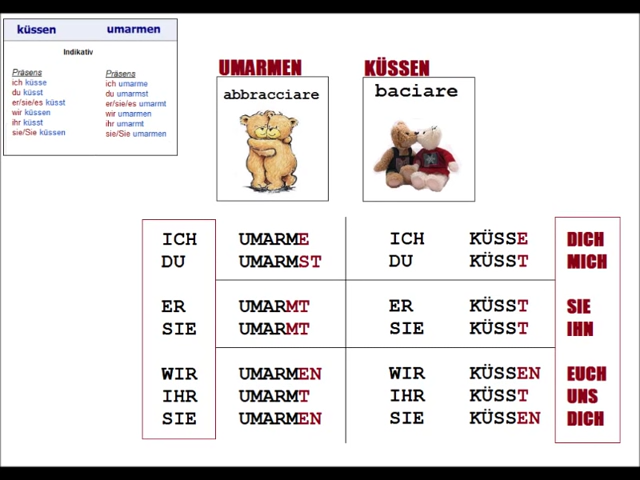 küssen umarmen
Indikativ
Präsens Präsens
ich küsse ich umarme
du küsst du umarmst
er/sie/es küsst er/sie/es umarmt
wir küssen wir umarmen
ihr küsst ihr umarmt
sie/Sie küssen sie/Sie umarmen
UMARMEN KÜSSEN
abbracciare baciare
ICH UMARME ICH KÜSSE DICH
DU UMARMST DU KÜSST MICH
ER UMARMT ER KÜSST SIE
SIE UMARMT SIE KÜSST IHN
WIR UMARMEN WIR KÜSSEN EUCH
IHR UMARMT IHR KÜSST UNS
SIE UMARMEN SIE KÜSSEN DICH